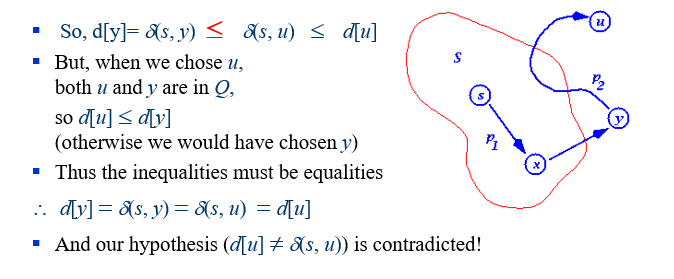 ▪ So, d[y]= δ(s, y) ≤ δ(s, u) ≤ d[u]
▪ But, when we chose u,
both u and y are in Q,
so d[u] ≤ d[y]
(otherwise we would have chosen y)
▪ Thus the inequalities must be equalities
∴ d[y] = δ(s, y) = δ(s, u) = d[u]
▪ And our hypothesis (d[u] ≠ δ(s, u)) is contradicted!
u
S
p2
s
y
p1
x